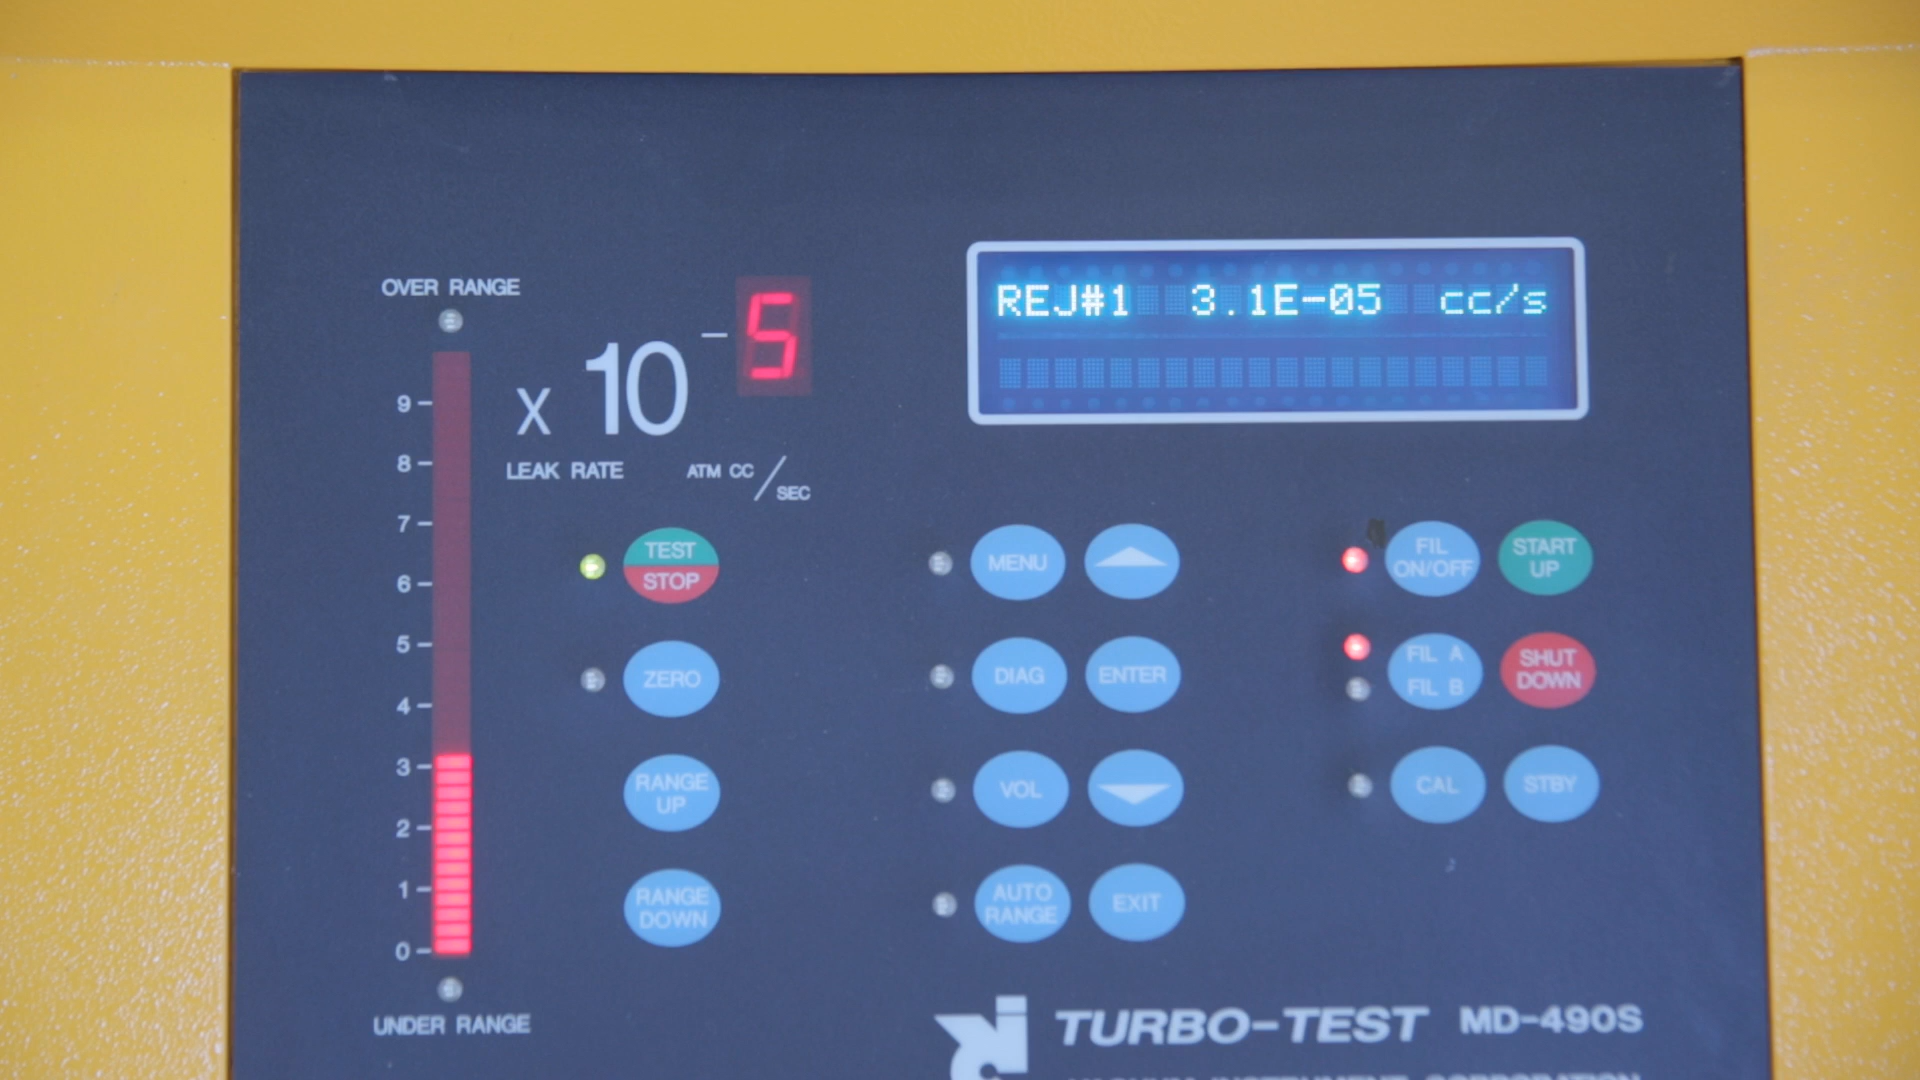 OVER RANGE
9
8
7
6
5
4
3
2
1
0
UNDER RANGE
x 10 -5
LEAK RATE ATM CC/SEC
REJ#1 3.1E-05 cc/s
TEST
STOP
ZERO
RANGE
UP
RANGE
DOWN
MENU
DIAG
ENTER
VOL
AUTO
RANGE
EXIT
FIL
ON/OFF
START
UP
FIL A
FIL B
SHUT
DOWN
CAL
STBY
TURBO-TEST MD-490S